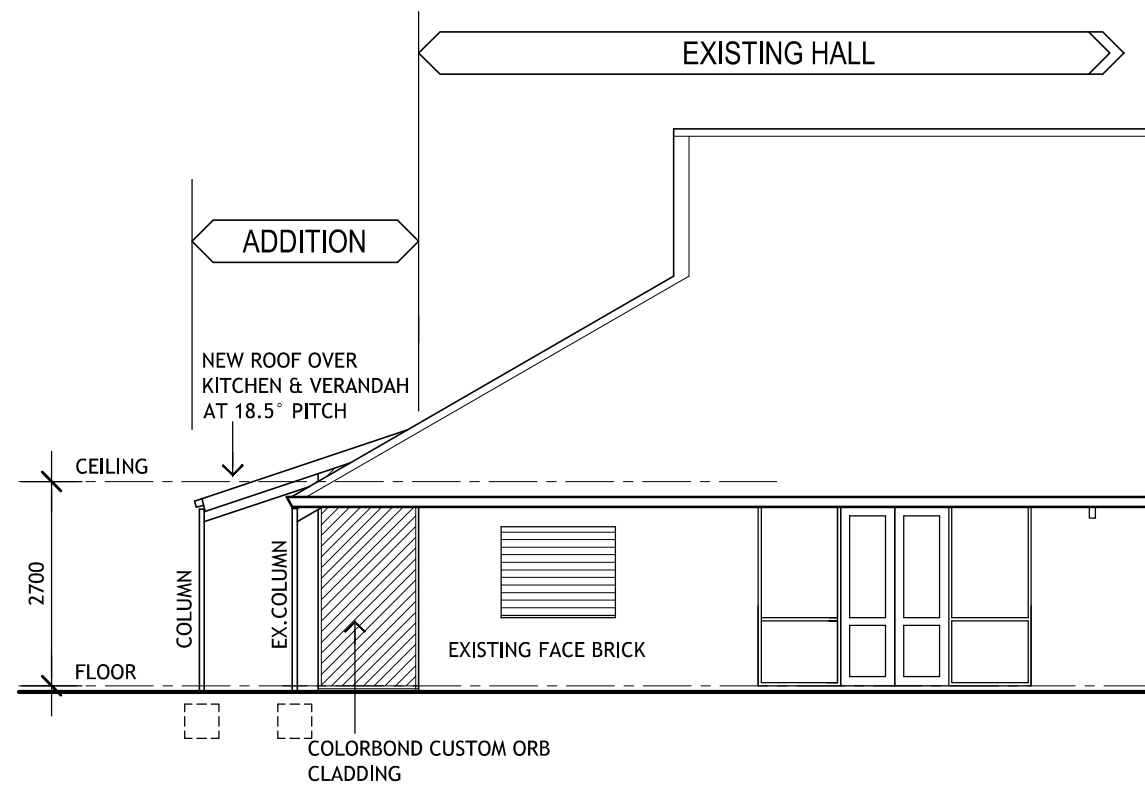 EXISTING HALL
ADDITION
NEW ROOF OVER
KITCHEN & VERANDAH
AT 18.5° PITCH
CEILING
2700
COLUMN
EX.COLUMN
EXISTING FACE BRICK
FLOOR
COLORBOND CUSTOM ORB
CLADDING